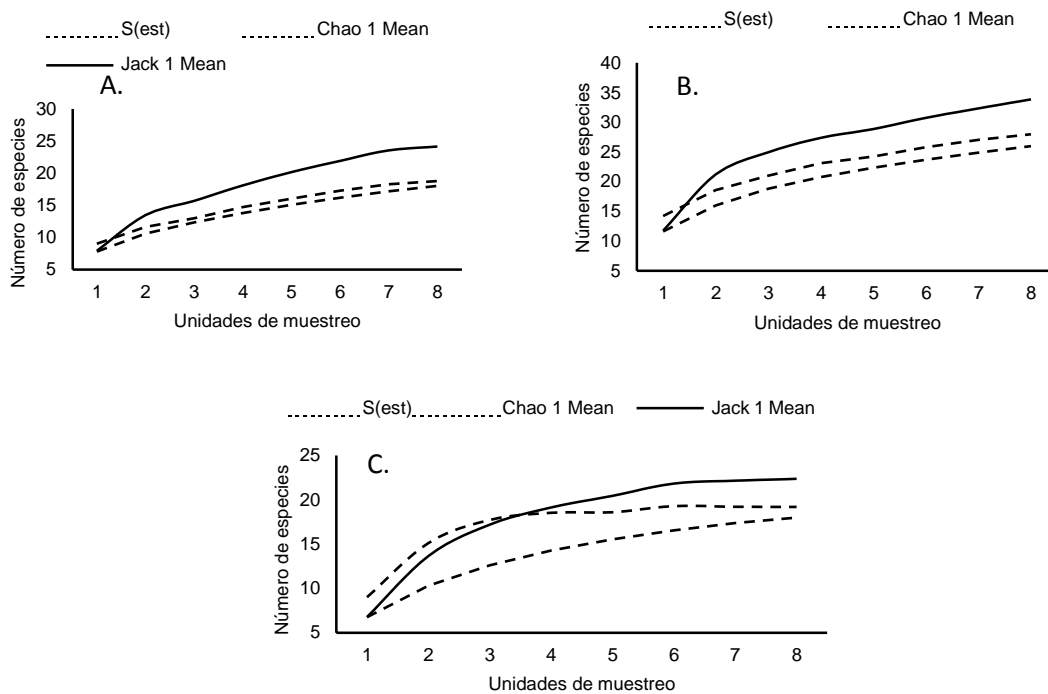 S(est) Chao 1 Mean
Jack 1 Mean
A.
Número de especies
30
25
20
15
10
5
1 2 3 4 5 6 7 8
Unidades de muestreo
S(est) Chao 1 Mean
B.
Número de especies
40
35
30
25
20
15
10
5
1 2 3 4 5 6 7 8
Unidades de muestreo
S(est) Chao 1 Mean Jack 1 Mean
C.
Número de especies
25
20
15
10
5
1 2 3 4 5 6 7 8
Unidades de muestreo